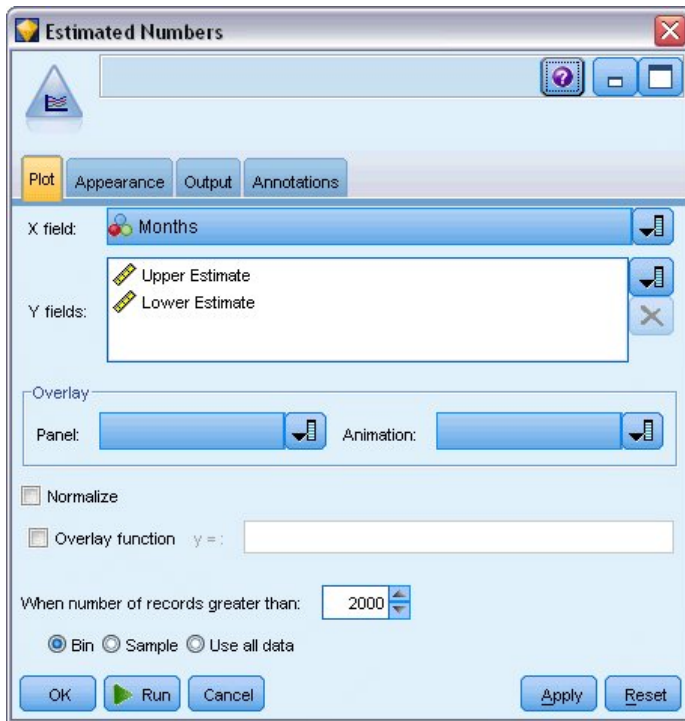 Estimated Numbers
Plot Appearance Output Annotations
X field: Months
Y fields: Upper Estimate
Lower Estimate
Overlay
Panel: Animation:
Normalize
Overlay function y = :
When number of records greater than: 2000
Bin Sample Use all data
OK Run Cancel Apply Reset